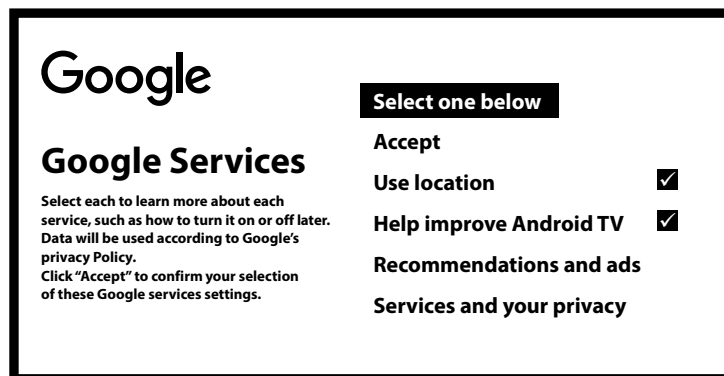 Google
Google Services
Select each to learn more about each
service, such as how to turn it on or off later.
Data will be used according to Google's
privacy Policy.
Click “Accept” to confirm your selection
of these Google services settings.
Select one below
Accept
Use location
Help improve Android TV
Recommendations and ads
Services and your privacy